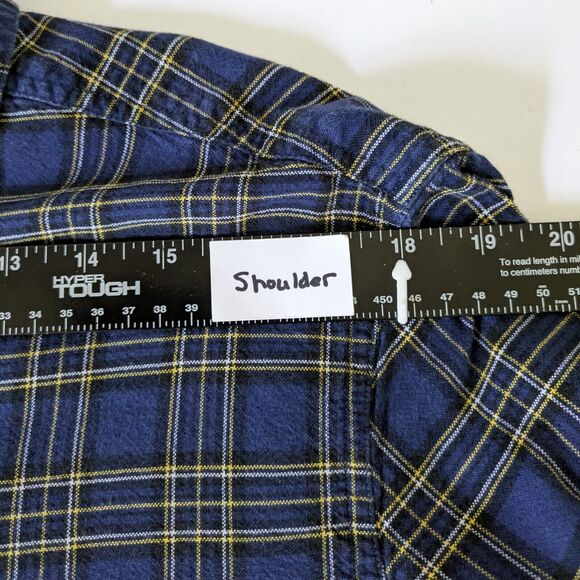 13 14 15 18 19 20
HYPER
TOUGH
Shoulder
To read length in mi
to centimeters numb
33 34 35 36 37 38 39 450 46 47 48 49 50 51